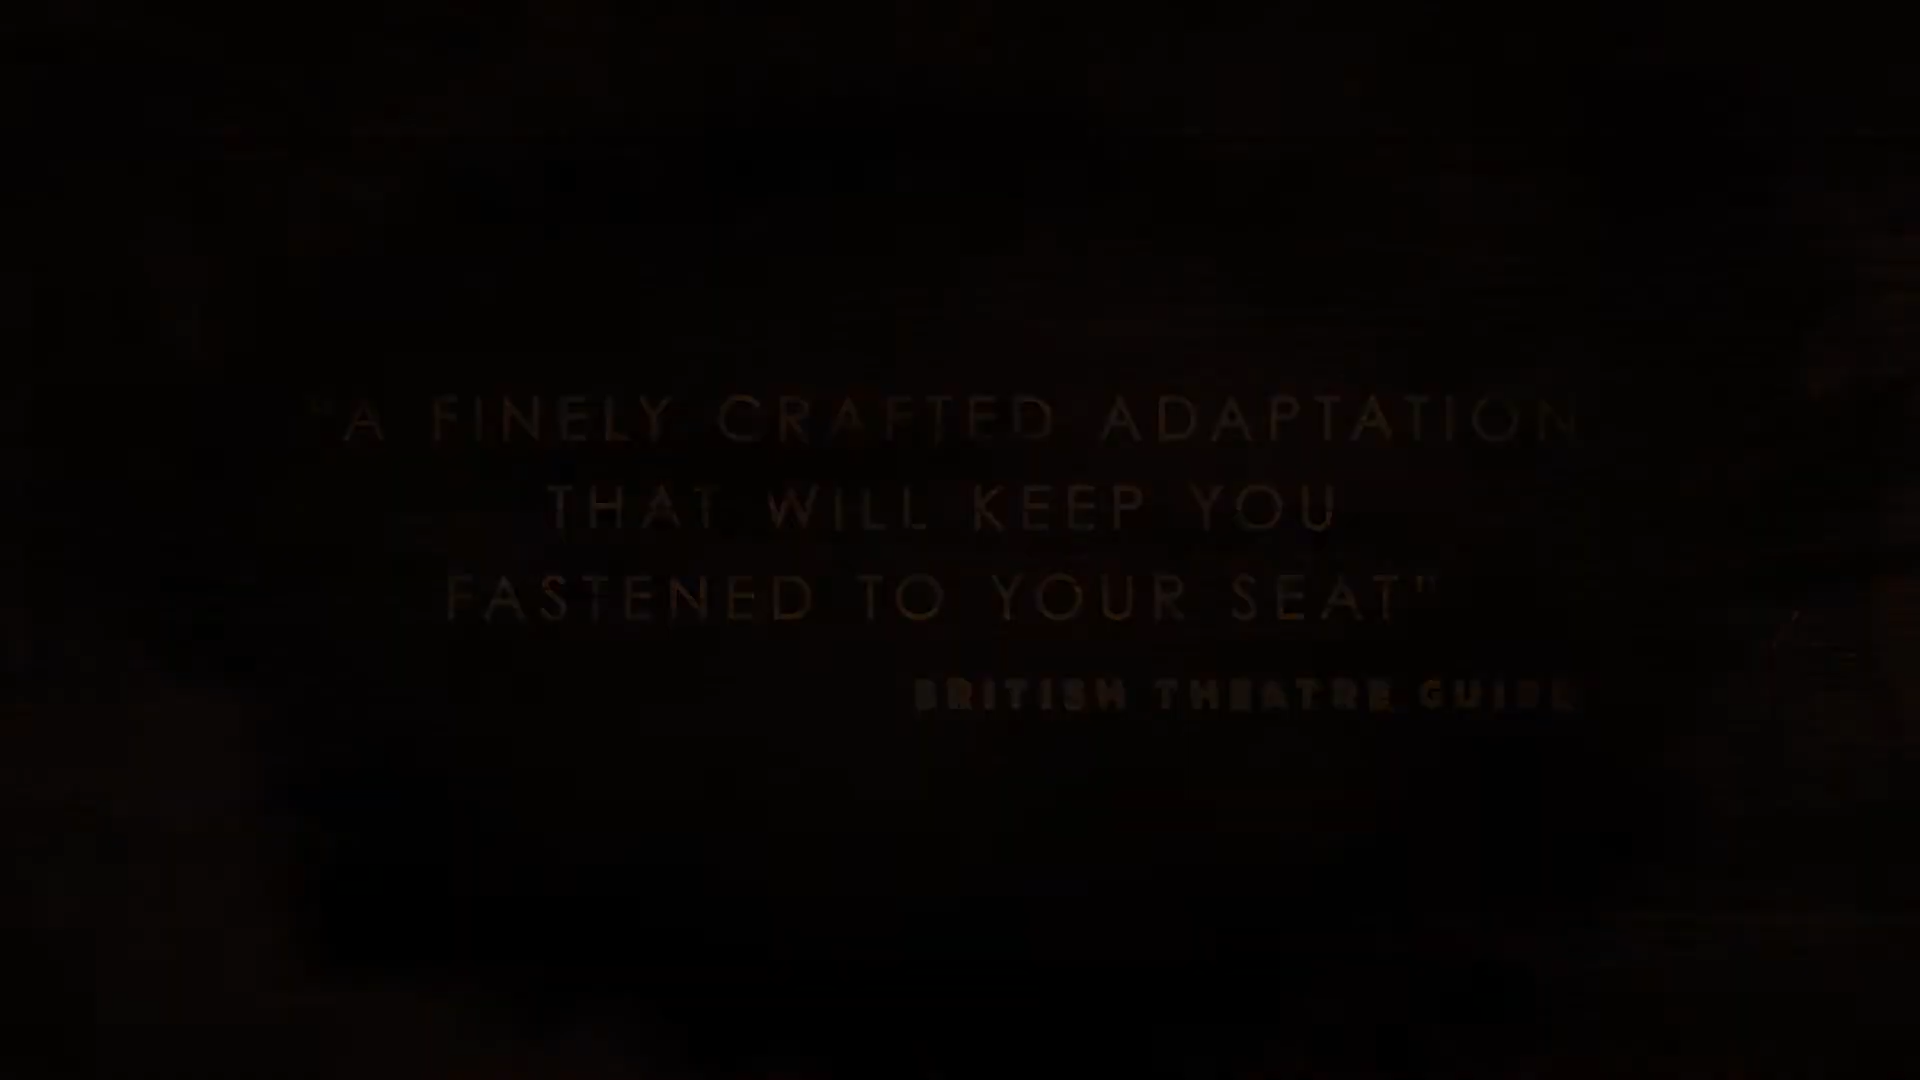 "A FINELY CRAFTED ADAPTATION
THAT WILL KEEP YOU
FASTENED TO YOUR SEAT"
BRITISH THEATRE GUIDE